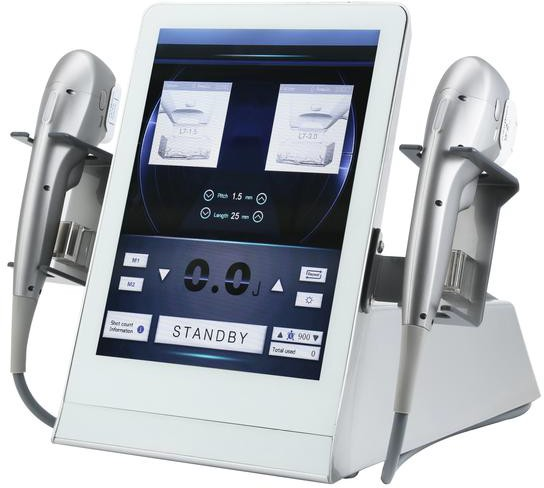 L7-1.5
L7-3.0
Pitch 1.5 mm
Length 25 mm
M1
M2
0.0J
Shot count
Information i
STANDBY
900
Total used 0